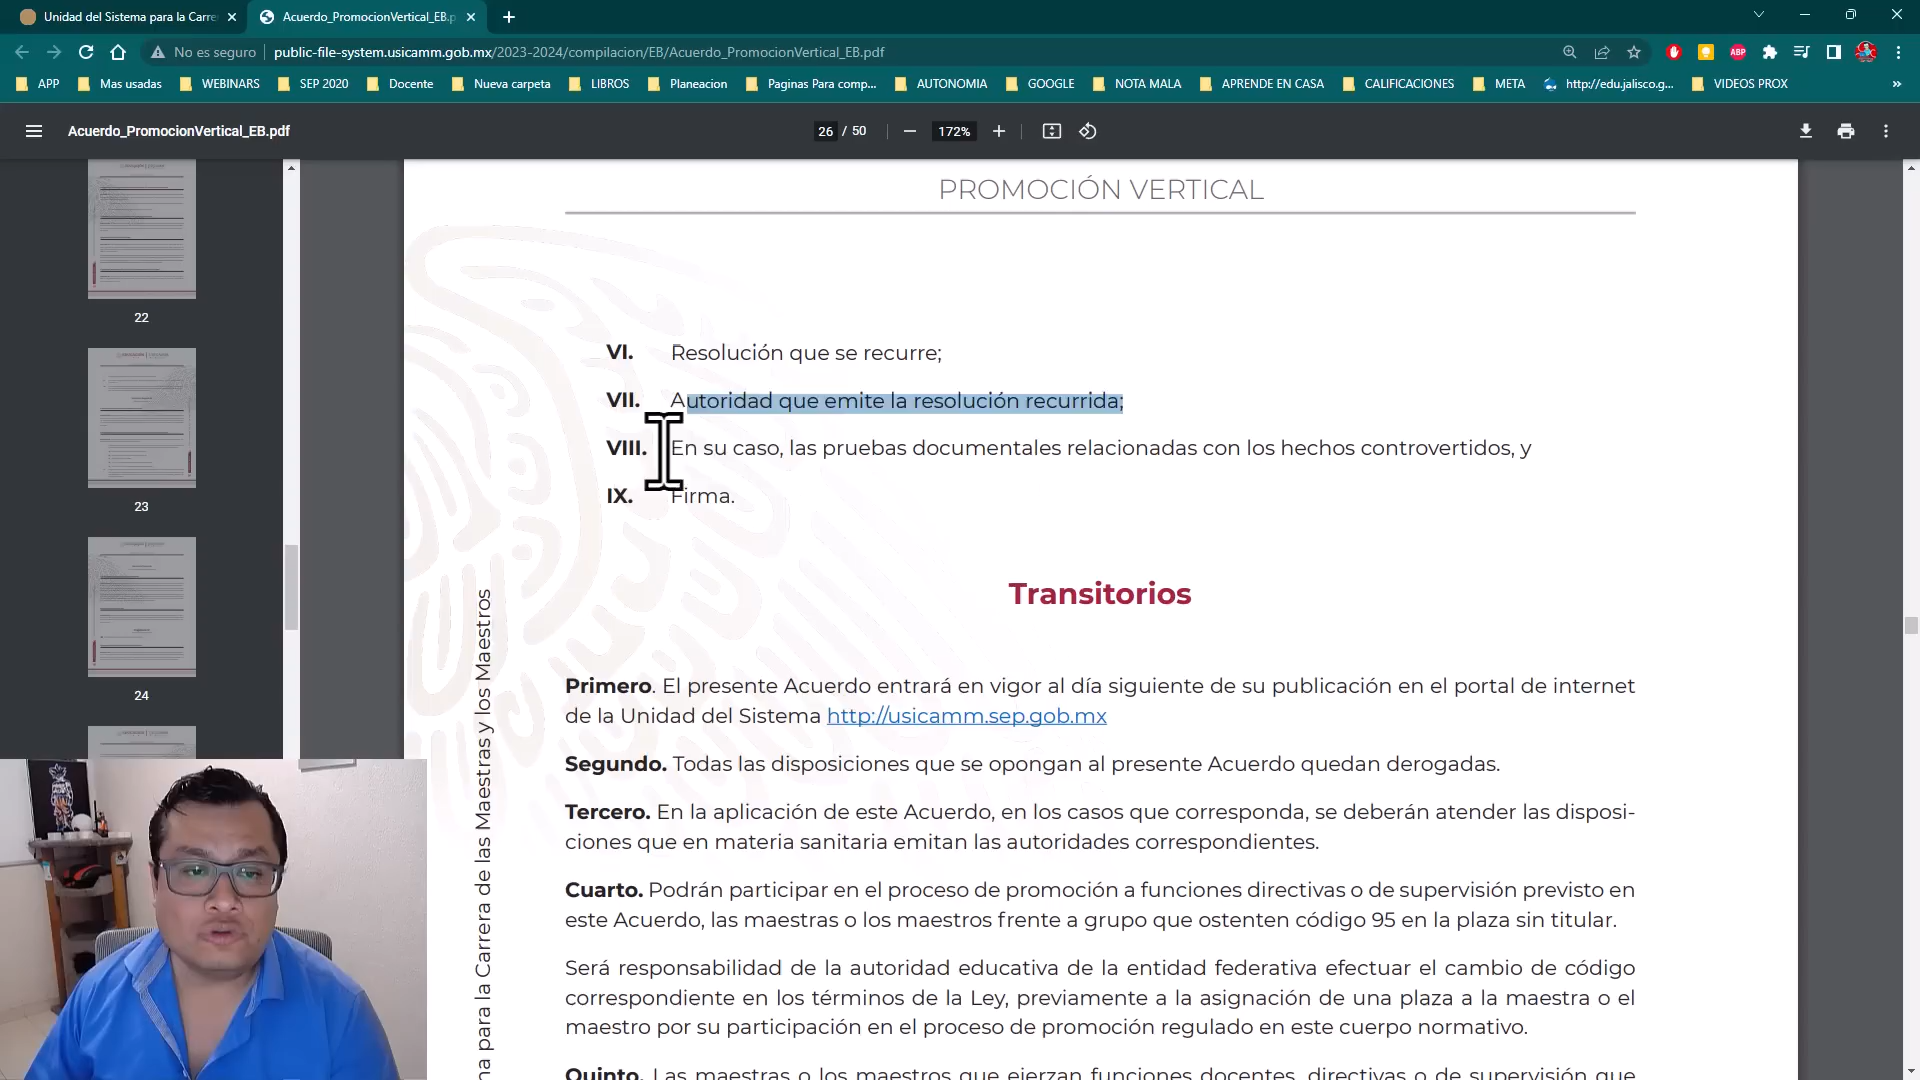 Unidad del Sistema para la Carre
Acuerdo_PromocionVertical_EB.p
No es seguro
public-file-system.usicamm.gob.mx/2023-2024/compilacion/EB/Acuerdo_PromocionVertical_EB.pdf
APP
Mas usadas
WEBINARS
SEP 2020
Docente
Nueva carpeta
LIBROS
Planeacion
Paginas Para comp...
AUTONOMIA
GOOGLE
NOTA MALA
APRENDE EN CASA
CALIFICACIONES
META
http://edu.jalisco.g...
VIDEOS PROX
»
Acuerdo_PromocionVertical_EB.pdf
26 / 50
172%
22
23
24
PROMOCIÓN VERTICAL
VI. Resolución que se recurre;
VII. Autoridad que emite la resolución recurrida;
VIII. En su caso, las pruebas documentales relacionadas con los hechos controvertidos, y
IX. Firma.
Transitorios
Primero. El presente Acuerdo entrará en vigor al día siguiente de su publicación en el portal de internet
de la Unidad del Sistema http://usicamm.sep.gob.mx
Segundo. Todas las disposiciones que se opongan al presente Acuerdo quedan derogadas.
Tercero. En la aplicación de este Acuerdo, en los casos que corresponda, se deberán atender las disposi-
ciones que en materia sanitaria emitan las autoridades correspondientes.
Cuarto. Podrán participar en el proceso de promoción a funciones directivas o de supervisión previsto en
este Acuerdo, las maestras o los maestros frente a grupo que ostenten código 95 en la plaza sin titular.
Será responsabilidad de la autoridad educativa de la entidad federativa efectuar el cambio de código
correspondiente en los términos de la Ley, previamente a la asignación de una plaza a la maestra o el
maestro por su participación en el proceso de promoción regulado en este cuerpo normativo.
Quinto. Las maestras o los maestros que ejerzan funciones docentes, directivas o de supervisión que
na para la Carrera de las Maestras y los Maestros